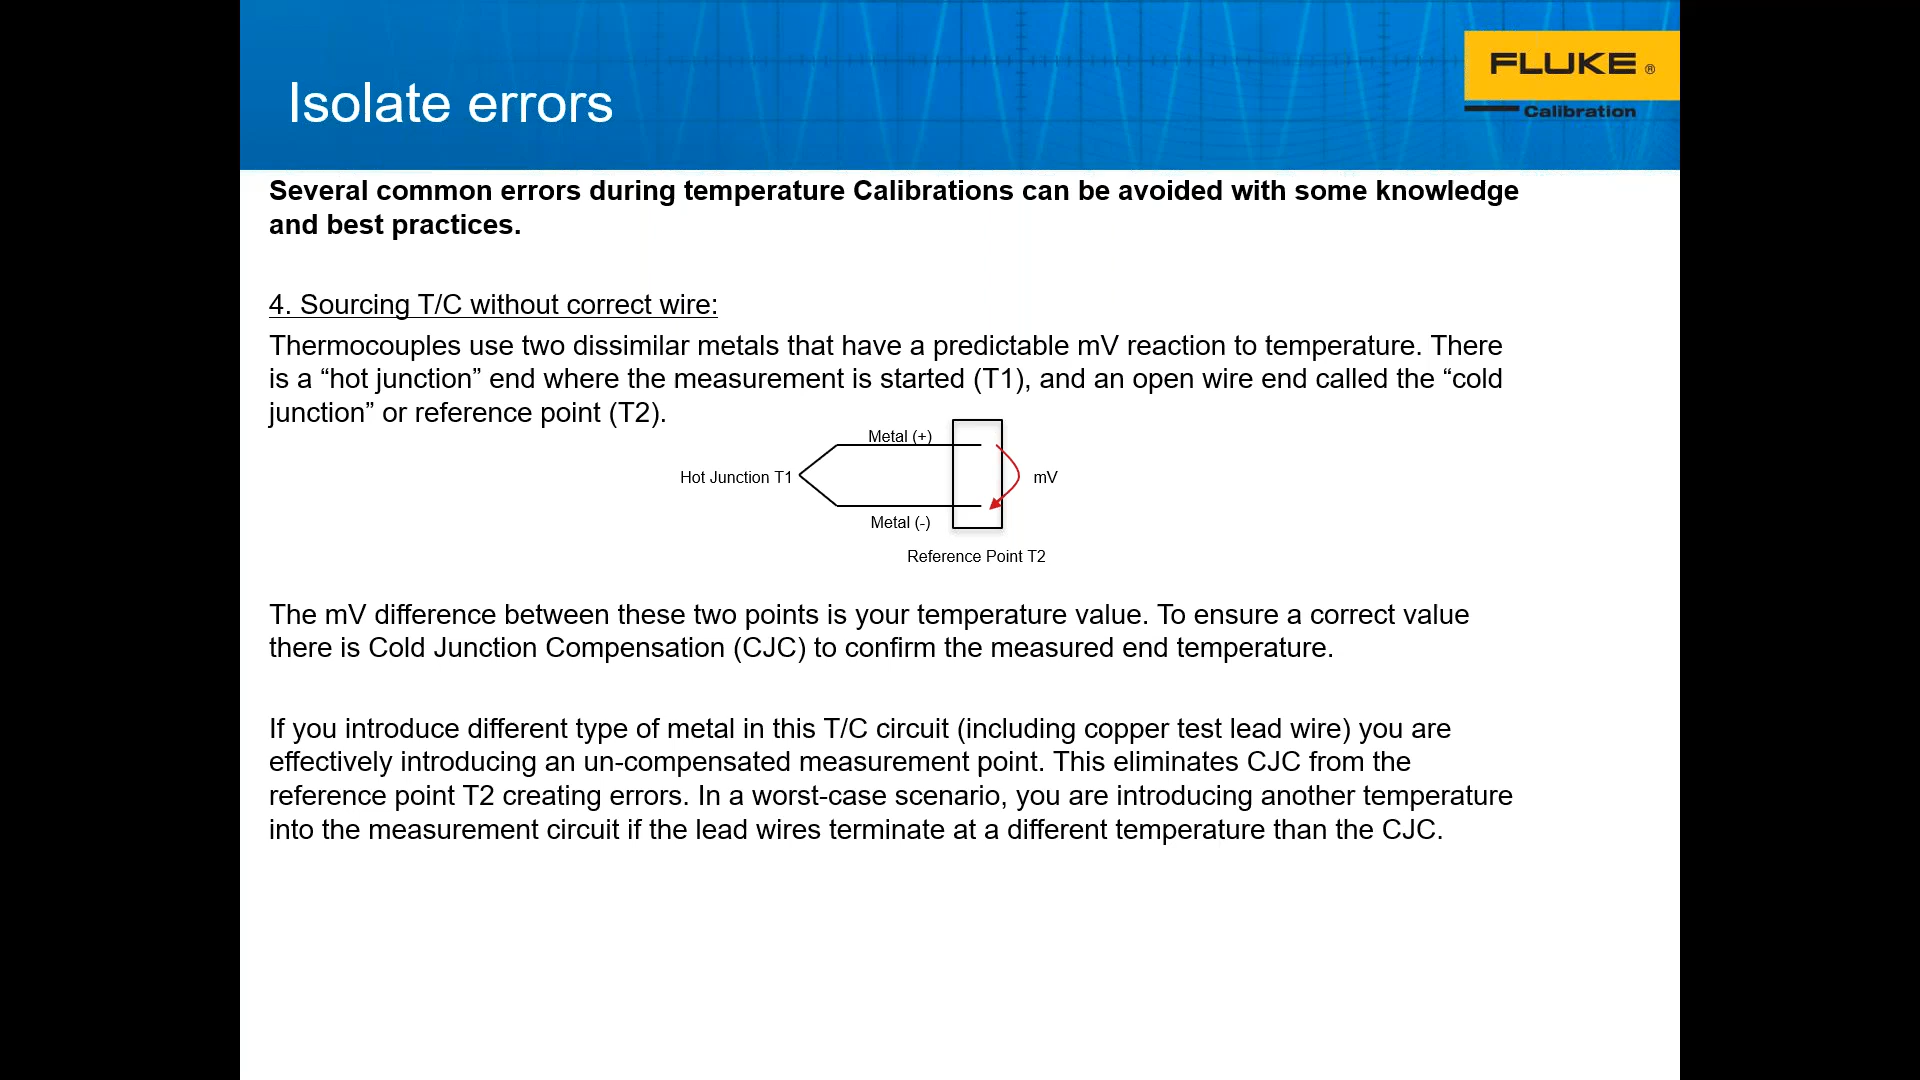 Isolate errors
FLUKE ®
Calibration
Several common errors during temperature Calibrations can be avoided with some knowledge
and best practices.
4. Sourcing T/C without correct wire:
Thermocouples use two dissimilar metals that have a predictable mV reaction to temperature. There
is a “hot junction” end where the measurement is started (T1), and an open wire end called the “cold
junction” or reference point (T2).
Metal (+)
Hot Junction T1
mV
Metal (-)
Reference Point T2
The mV difference between these two points is your temperature value. To ensure a correct value
there is Cold Junction Compensation (CJC) to confirm the measured end temperature.
If you introduce different type of metal in this T/C circuit (including copper test lead wire) you are
effectively introducing an un-compensated measurement point. This eliminates CJC from the
reference point T2 creating errors. In a worst-case scenario, you are introducing another temperature
into the measurement circuit if the lead wires terminate at a different temperature than the CJC.